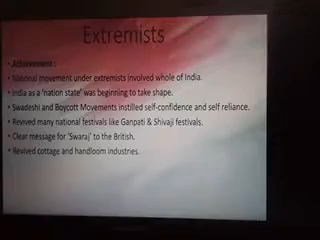 Extremists
• Achievement :
• National movement under extremists involved whole of India.
• India as a 'nation state' was beginning to take shape.
• Swadeshi and Boycott Movements instilled self-confidence and self reliance.
• Revived many national festivals like Ganpati & Shivaji festivals.
• Clear message for 'Swaraj' to the British.
• Revived cottage and handloom industries.